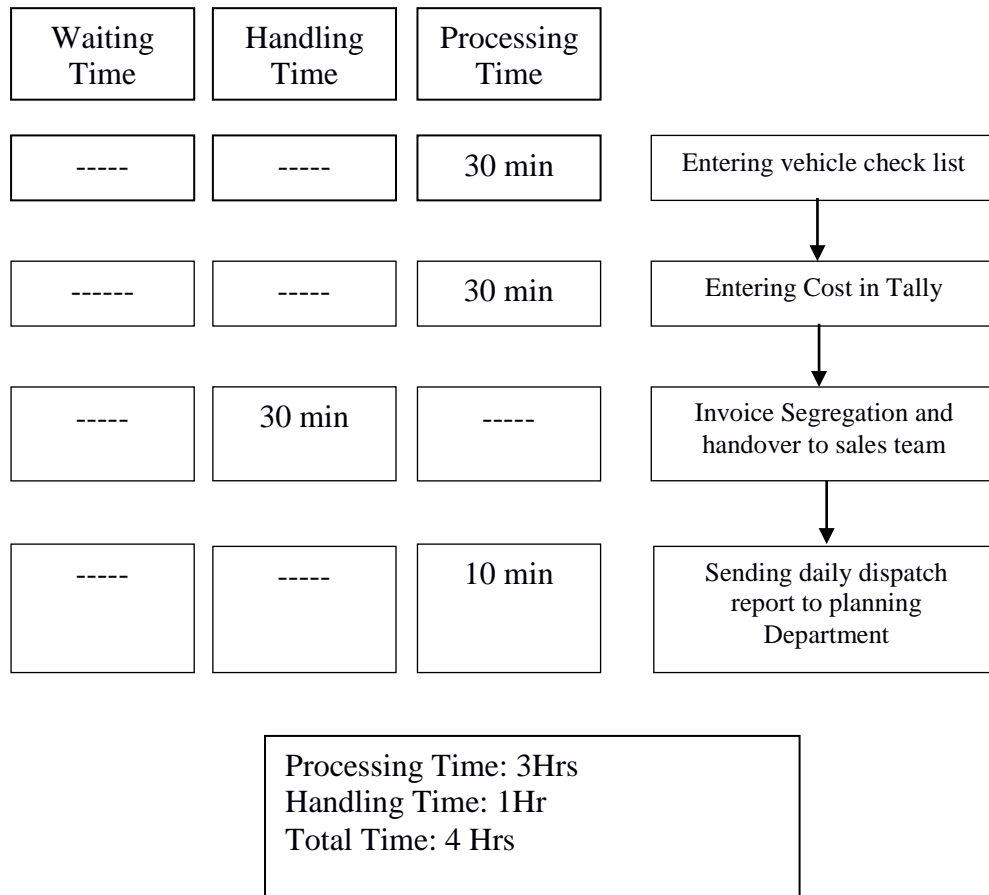 Waiting
Time
Handling
Time
Processing
Time
-----
-----
30 min
Entering vehicle check list
------
-----
30 min
Entering Cost in Tally
-----
30 min
-----
Invoice Segregation and
handover to sales team
-----
-----
10 min
Sending daily dispatch
report to planning
Department
Processing Time: 3Hrs
Handling Time: 1Hr
Total Time: 4 Hrs